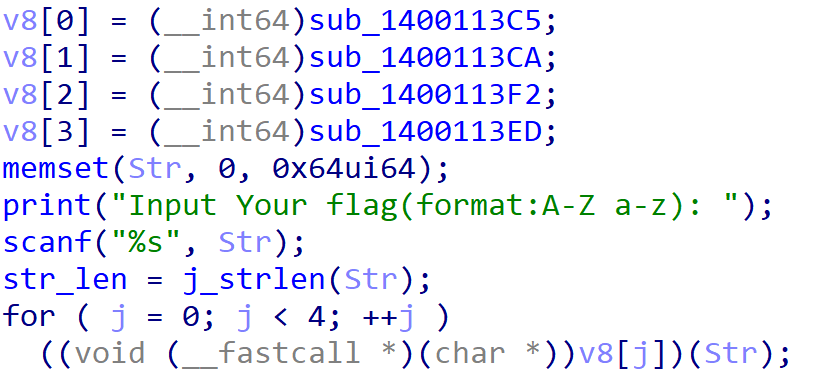 v8[0] = (__int64)sub_1400113C5;
v8[1] = (__int64)sub_1400113CA;
v8[2] = (__int64)sub_1400113F2;
v8[3] = (__int64)sub_1400113ED;
memset(Str, 0, 0x64ui64);
print("Input Your flag(format:A-Z a-z): ");
scanf("%s", Str);
str_len = j_strlen(Str);
for ( j = 0; j < 4; ++j )
  ((void (__fastcall *)(char *))v8[j])(Str);